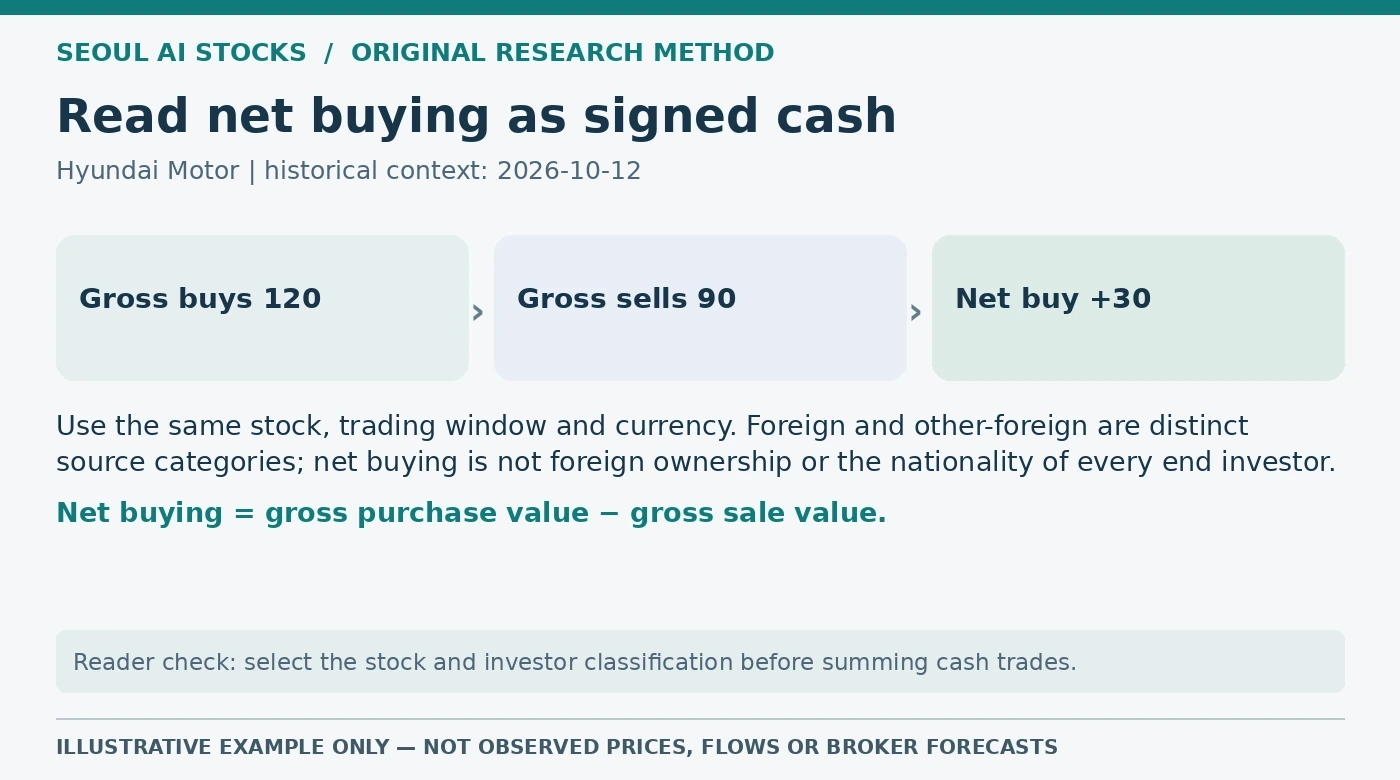 SEOUL AI STOCKS / ORIGINAL RESEARCH METHOD
Read net buying as signed cash
Hyundai Motor | historical context: 2026-10-12
Gross buys 120
›
Gross sells 90
›
Net buy +30
Use the same stock, trading window and currency. Foreign and other-foreign are distinct
source categories; net buying is not foreign ownership or the nationality of every end investor.
Net buying = gross purchase value − gross sale value.
Reader check: select the stock and investor classification before summing cash trades.
ILLUSTRATIVE EXAMPLE ONLY — NOT OBSERVED PRICES, FLOWS OR BROKER FORECASTS